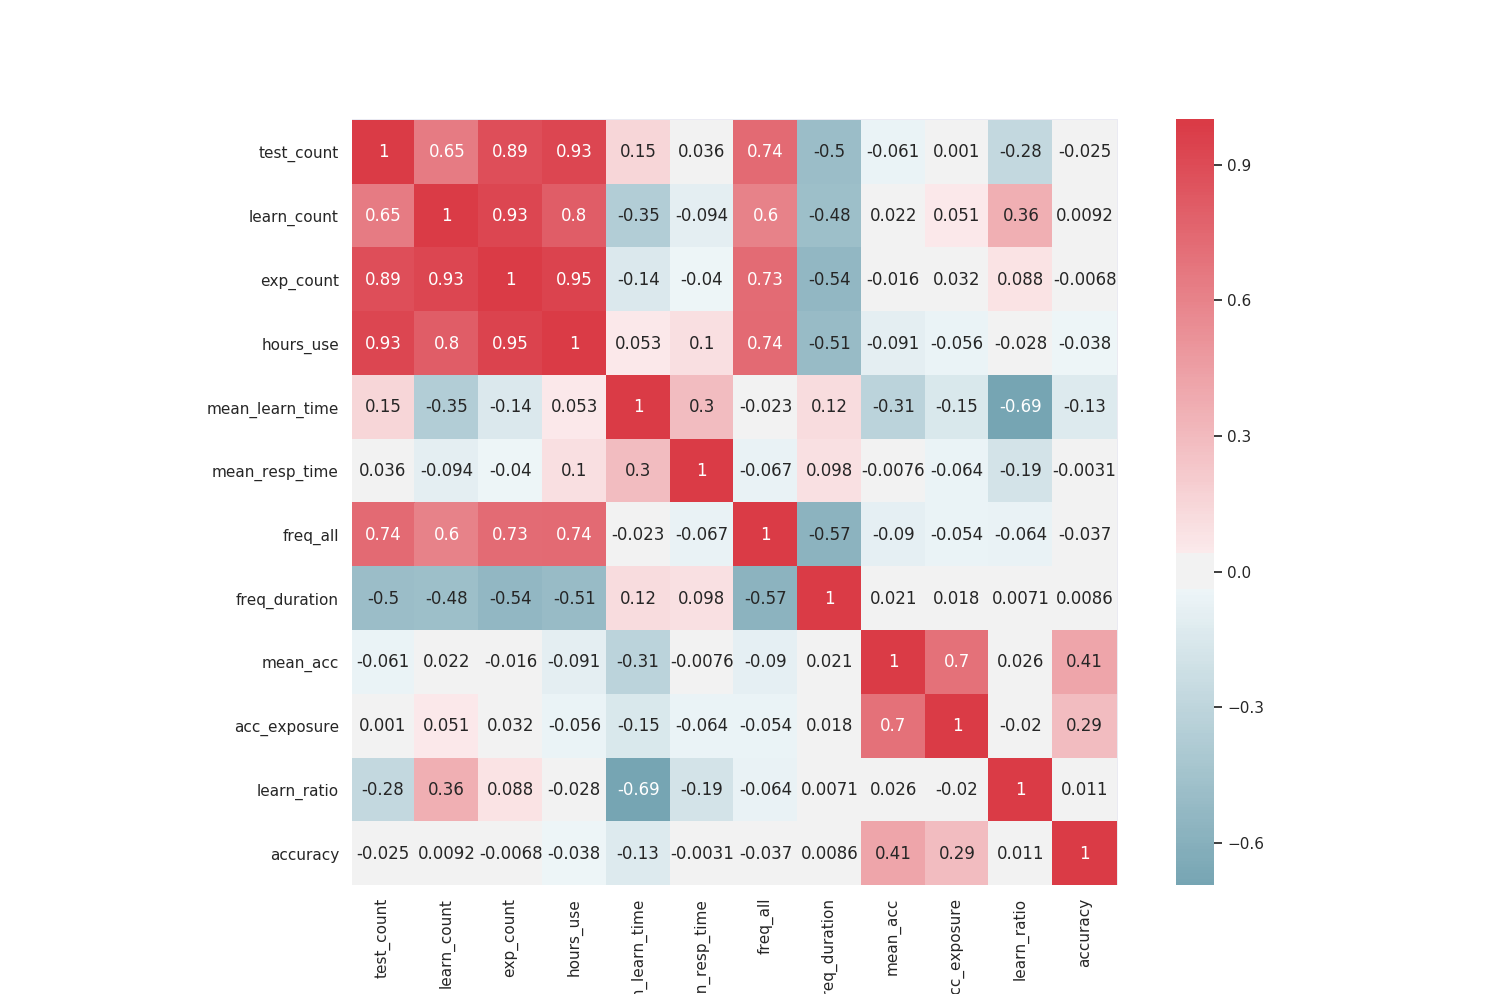 test_count 1 0.65 0.89 0.93 0.15 0.036 0.74 -0.5 -0.061 0.001 -0.28 -0.025
learn_count 0.65 1 0.93 0.8 -0.35 -0.094 0.6 -0.48 0.022 0.051 0.36 0.0092
exp_count 0.89 0.93 1 0.95 -0.14 -0.04 0.73 -0.54 -0.016 0.032 0.088 -0.0068
hours_use 0.93 0.8 0.95 1 0.053 0.1 0.74 -0.51 -0.091 -0.056 -0.028 -0.038
mean_learn_time 0.15 -0.35 -0.14 0.053 1 0.3 -0.023 0.12 -0.31 -0.15 -0.69 -0.13
mean_resp_time 0.036 -0.094 -0.04 0.1 0.3 1 -0.067 0.098 -0.0076 -0.064 -0.19 -0.0031
freq_all 0.74 0.6 0.73 0.74 -0.023 -0.067 1 -0.57 -0.09 -0.054 -0.064 -0.037
freq_duration -0.5 -0.48 -0.54 -0.51 0.12 0.098 -0.57 1 0.021 0.018 0.0071 0.0086
mean_acc -0.061 0.022 -0.016 -0.091 -0.31 -0.0076 -0.09 0.021 1 0.7 0.026 0.41
acc_exposure 0.001 0.051 0.032 -0.056 -0.15 -0.064 -0.054 0.018 0.7 1 -0.02 0.29
learn_ratio -0.28 0.36 0.088 -0.028 -0.69 -0.19 -0.064 0.0071 0.026 -0.02 1 0.011
accuracy -0.025 0.0092 -0.0068 -0.038 -0.13 -0.0031 -0.037 0.0086 0.41 0.29 0.011 1
test_count
learn_count
exp_count
hours_use
n_learn_time
n_resp_time
freq_all
req_duration
mean_acc
cc_exposure
learn_ratio
accuracy
0.9
0.6
0.3
0.0
−0.3
−0.6